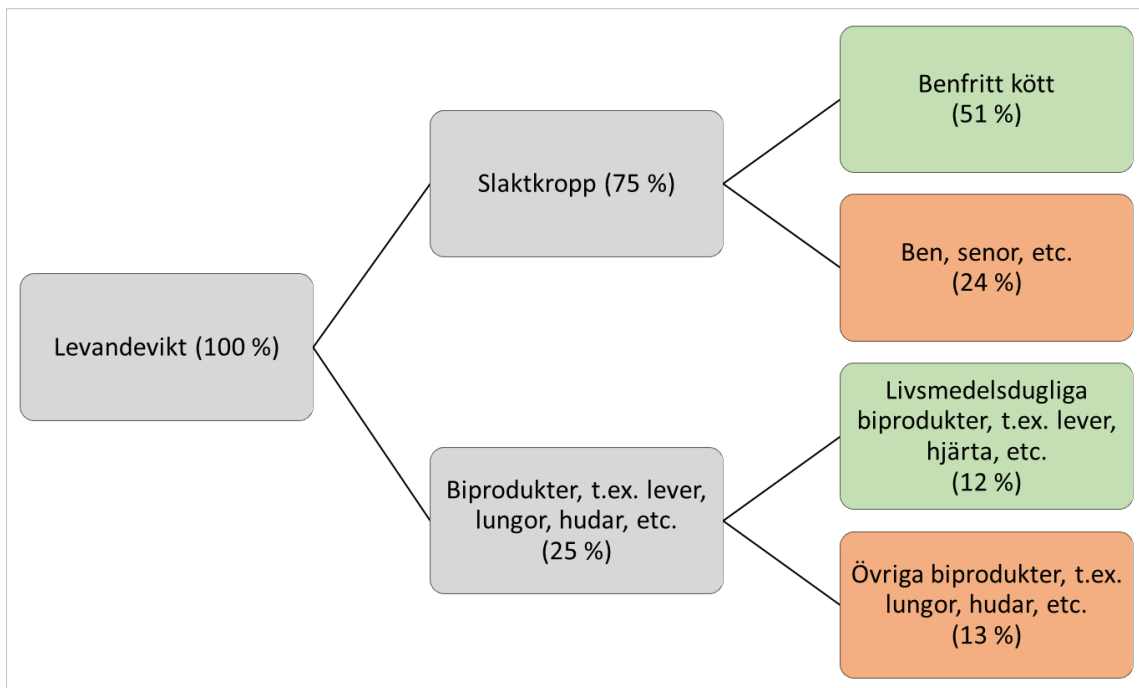 Levandevikt (100 %)
Slaktkropp (75 %)
Biprodukter, t.ex. lever,
lungor, hudar, etc.
(25 %)
Benfritt kött
(51 %)
Ben, senor, etc.
(24 %)
Livsmedelsdugliga
biprodukter, t.ex. lever,
hjärta, etc.
(12 %)
Övriga biprodukter, t.ex.
lungor, hudar, etc.
(13 %)